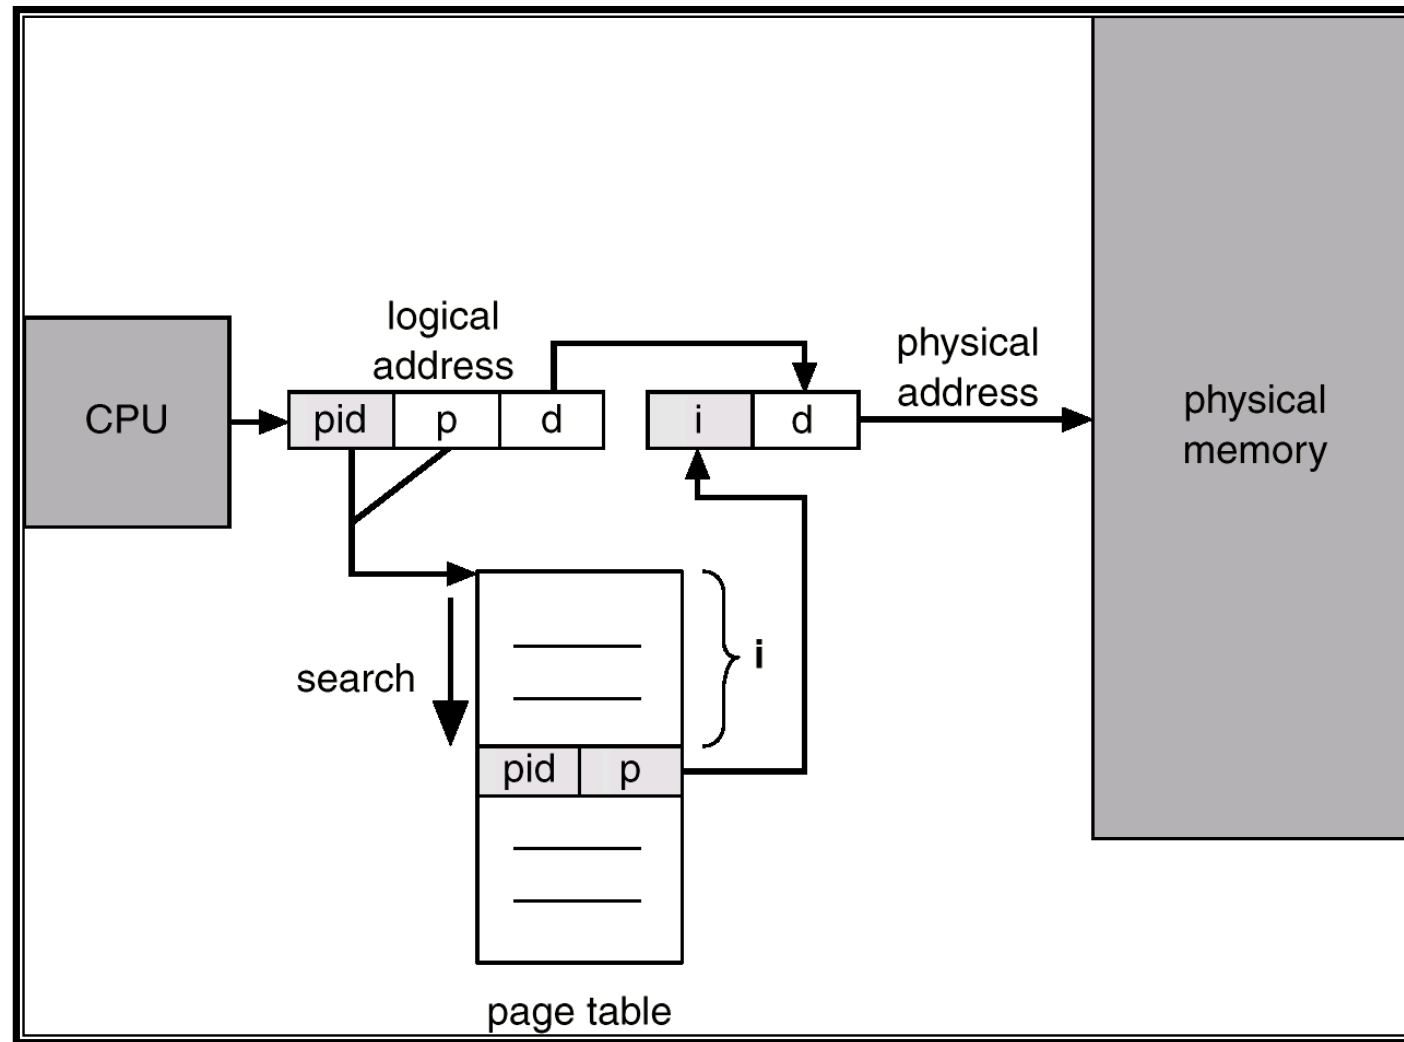 logical
address
physical
address
CPU
pid p d
i d
physical
memory
search
i
pid p
page table